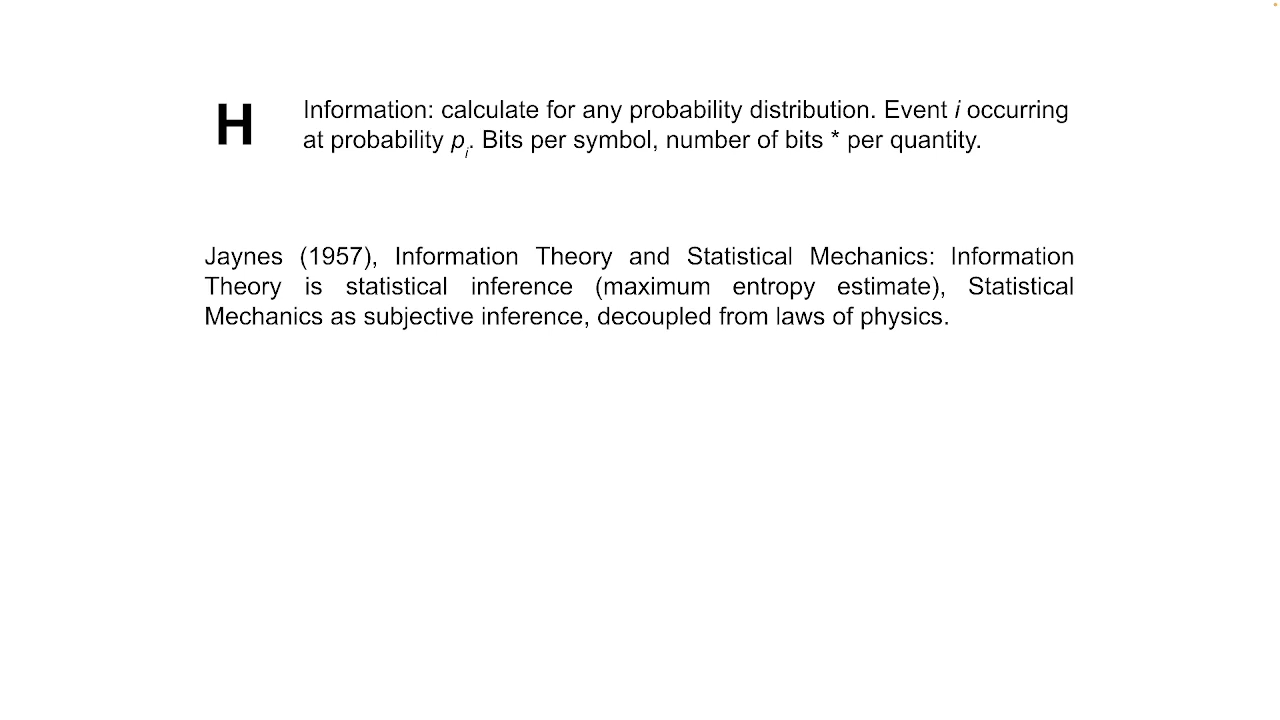 H
Information: calculate for any probability distribution. Event i occurring
at probability pᵢ. Bits per symbol, number of bits * per quantity.
Jaynes (1957), Information Theory and Statistical Mechanics: Information
Theory is statistical inference (maximum entropy estimate), Statistical
Mechanics as subjective inference, decoupled from laws of physics.